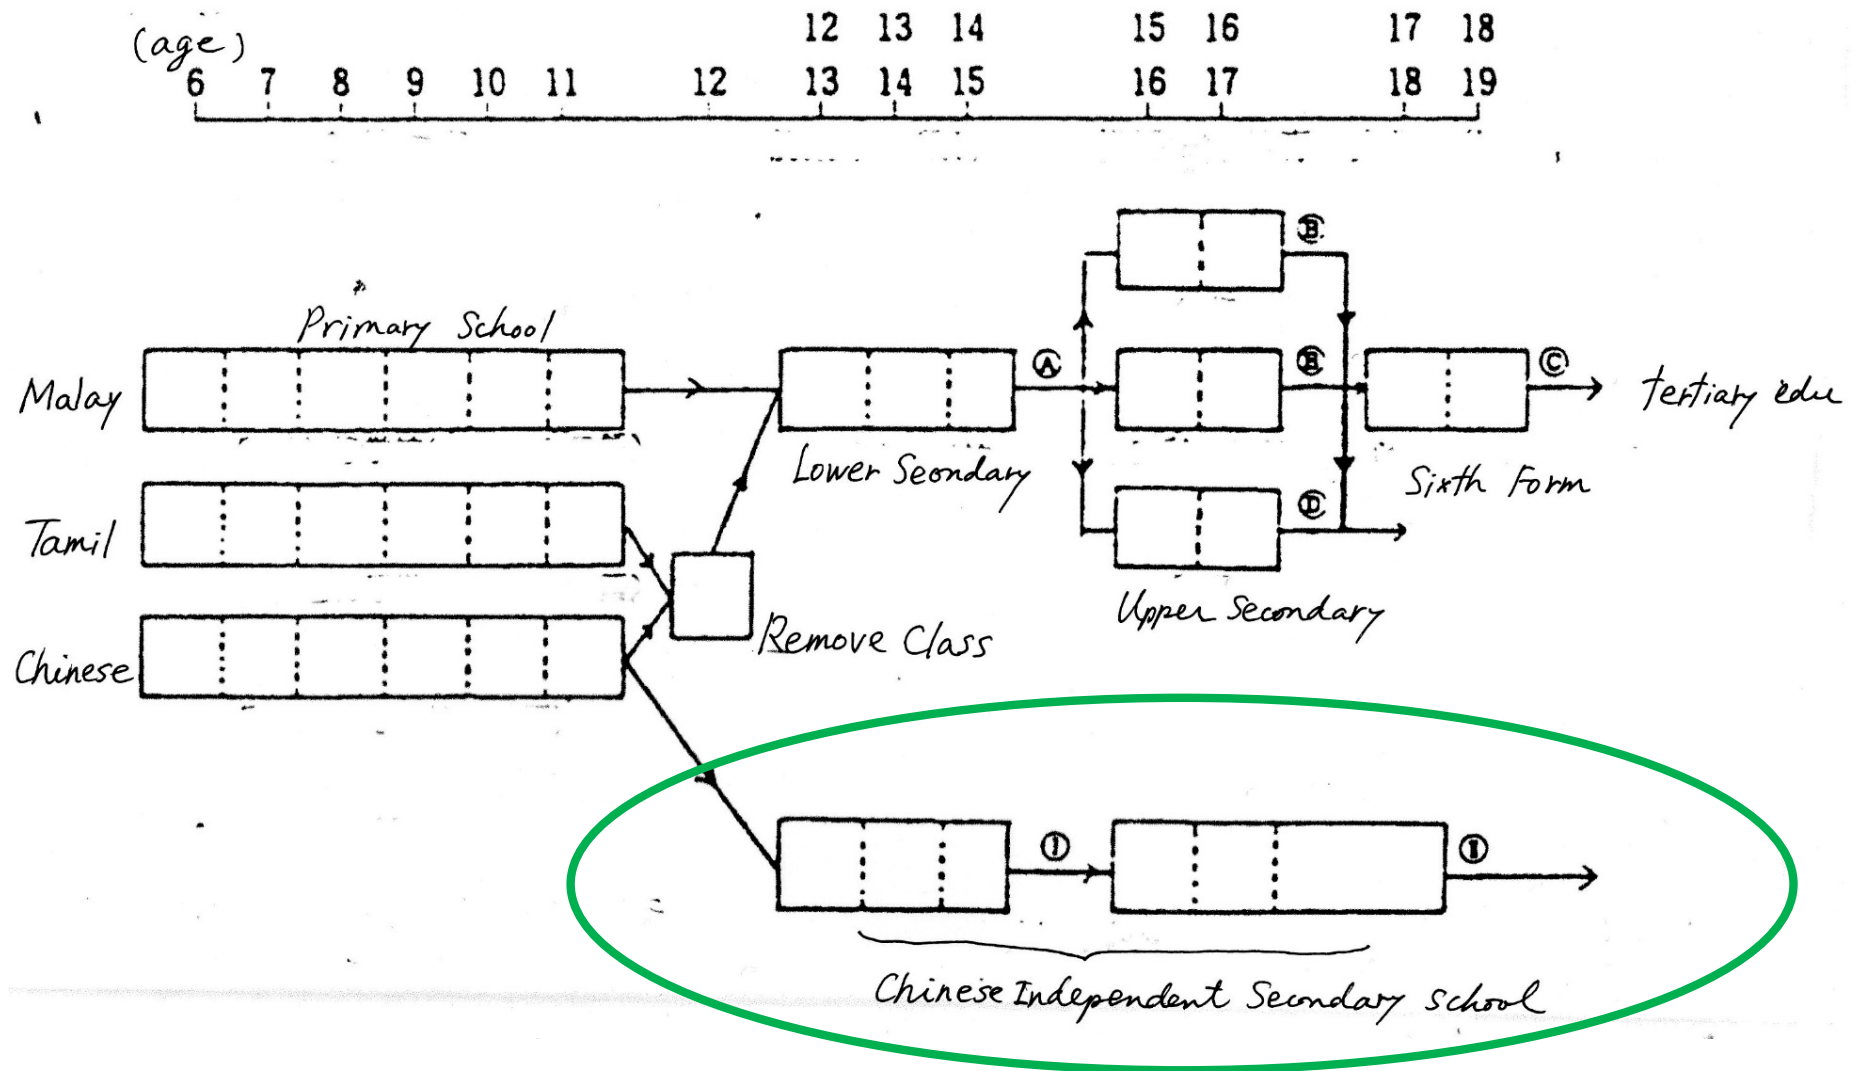 (age)
12 13 14 15 16 17 18
6 7 8 9 10 11 12 13 14 15 16 17 18 19
Ⓑ
Primary School
Malay
Ⓐ
Ⓑ
Ⓒ
tertiary edu
Lower Seondary
Sixth Form
Tamil
Ⓓ
Upper Secondary
Remove Class
Chinese
Ⓘ
Chinese Independent Secondary school